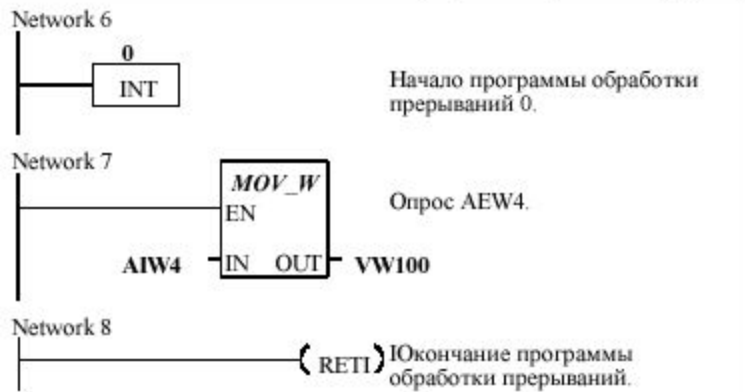 Network 6
0
INT
Начало программы обработки
прерываний 0.
Network 7
MOV_W
EN
Опрос AEW4.
AIW4 IN OUT VW100
Network 8
RETI
Юкончание программы
обработки прерываний.